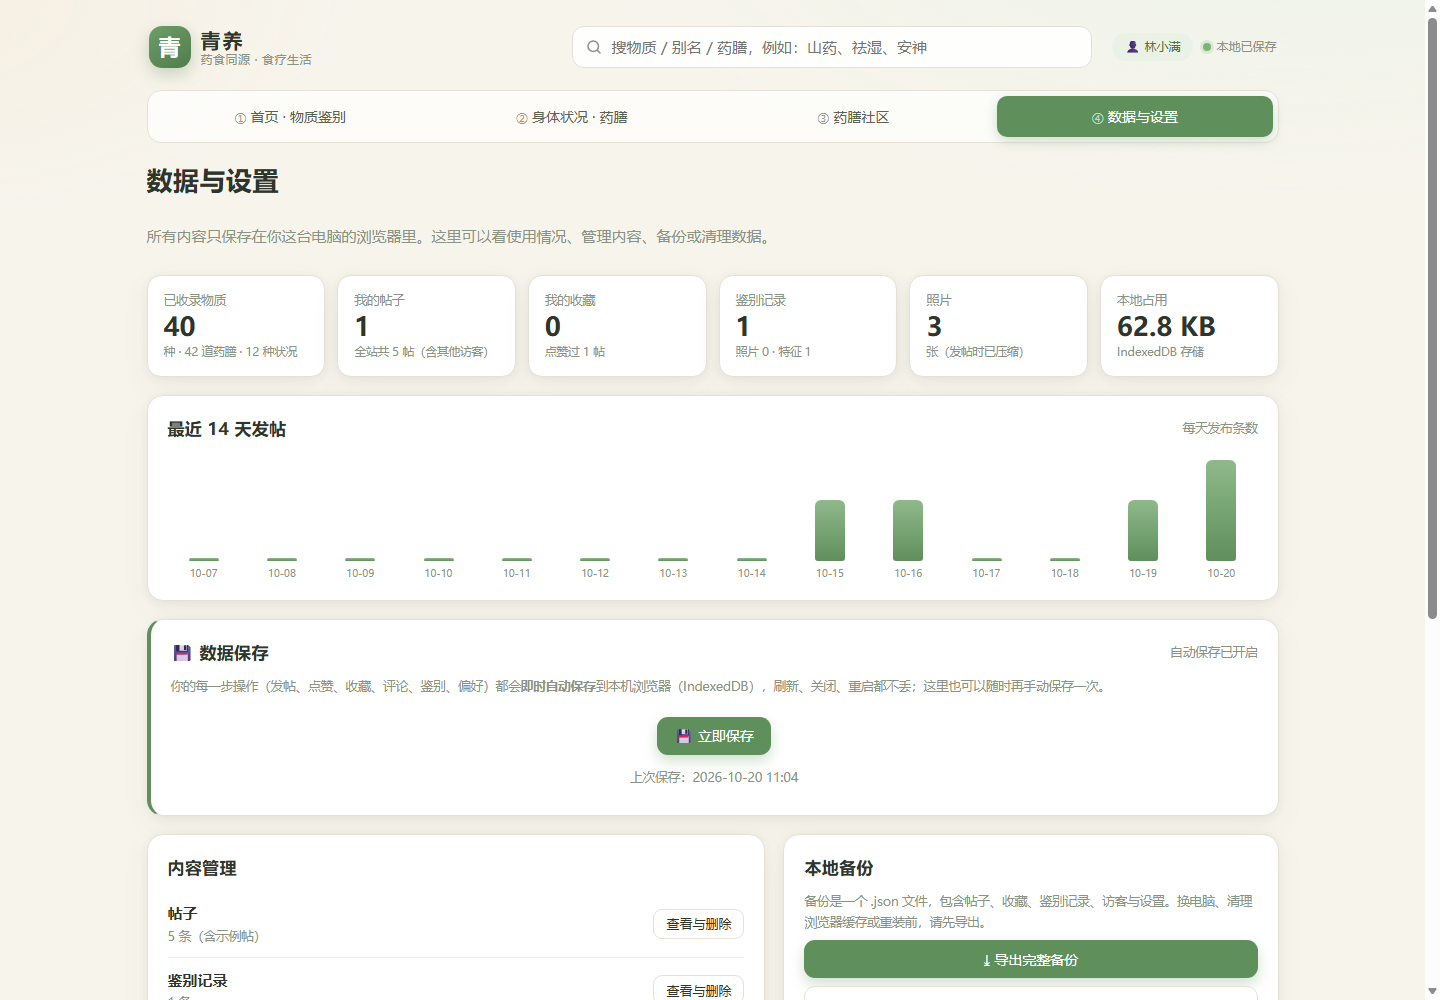 青
青养
药食同源 · 食疗生活
搜物质 / 别名 / 药膳，例如：山药、祛湿、安神
林小满
本地已保存
① 首页 · 物质鉴别
② 身体状况 · 药膳
③ 药膳社区
④ 数据与设置
数据与设置
所有内容只保存在你这台电脑的浏览器里。这里可以看使用情况、管理内容、备份或清理数据。
已收录物质
40
种 · 42 道药膳 · 12 种状况
我的帖子
1
全站共 5 帖（含其他访客）
我的收藏
0
点赞过 1 帖
鉴别记录
1
照片 0 · 特征 1
照片
3
张（发帖时已压缩）
本地占用
62.8 KB
IndexedDB 存储
最近 14 天发帖
每天发布条数
10-07
10-08
10-09
10-10
10-11
10-12
10-13
10-14
10-15
10-16
10-17
10-18
10-19
10-20
数据保存
自动保存已开启
你的每一步操作（发帖、点赞、收藏、评论、鉴别、偏好）都会即时自动保存到本机浏览器（IndexedDB），刷新、关闭、重启都不丢；这里也可以随时再手动保存一次。
立即保存
上次保存：2026-10-20 11:04
内容管理
帖子
5 条（含示例帖）
查看与删除
鉴别记录
查看与删除
本地备份
备份是一个 .json 文件，包含帖子、收藏、鉴别记录、访客与设置。换电脑、清理
浏览器缓存或重装前，请先导出。
⤓ 导出完整备份